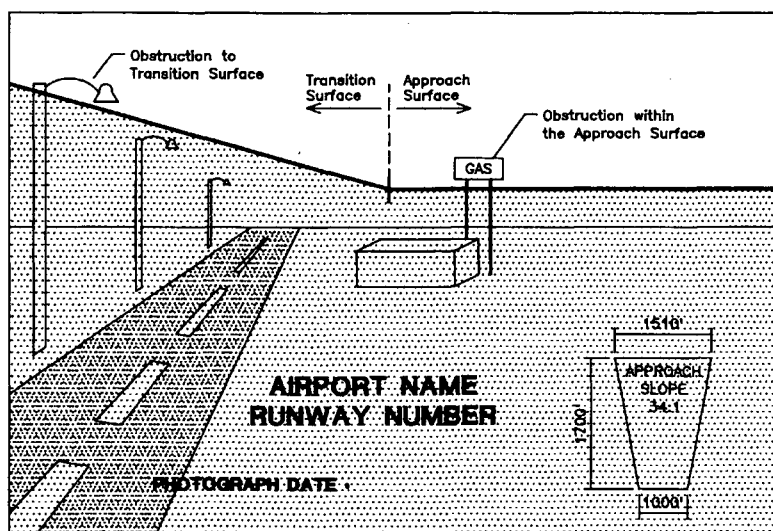 Obstruction to
Transition Surface
Transition
Surface
Approach
Surface
Obstruction within
the Approach Surface
GAS
1510'
APPROACH
SLOPE
34:1
1700'
1000'
AIRPORT NAME
RUNWAY NUMBER
PHOTOGRAPH DATE